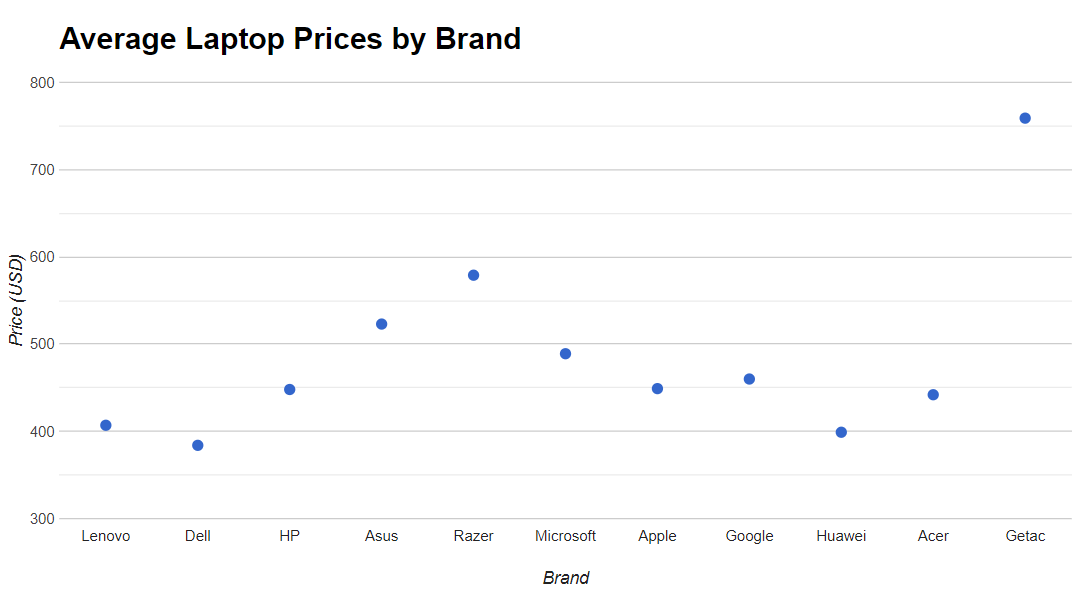 Average Laptop Prices by Brand
800
700
600
500
400
300
Price (USD)
Lenovo Dell HP Asus Razer Microsoft Apple Google Huawei Acer Getac
Brand